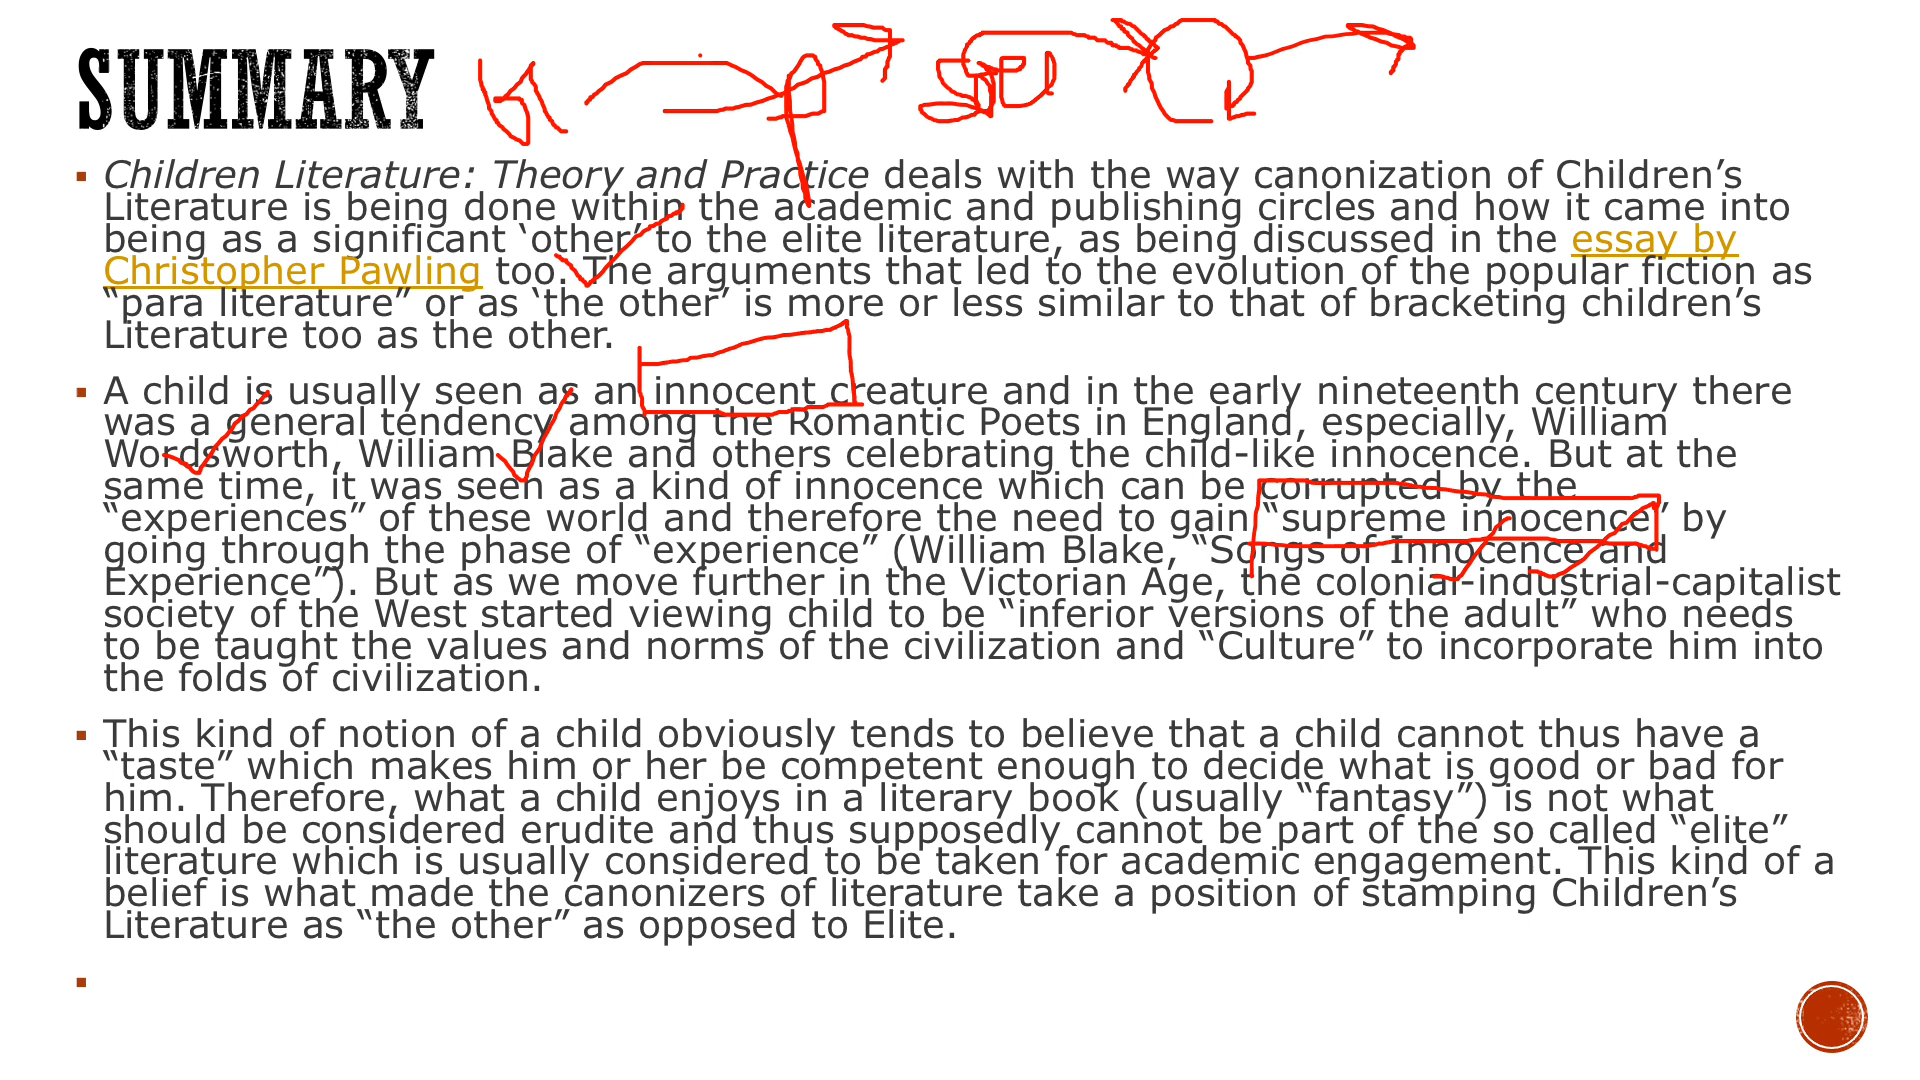 SUMMARY
Children Literature: Theory and Practice deals with the way canonization of Children’s
Literature is being done within the academic and publishing circles and how it came into
being as a significant ‘other’ to the elite literature, as being discussed in the essay by
Christopher Pawling too. The arguments that led to the evolution of the popular fiction as
“para literature” or as ‘the other’ is more or less similar to that of bracketing children’s
Literature too as the other.
A child is usually seen as an innocent creature and in the early nineteenth century there
was a general tendency among the Romantic Poets in England, especially, William
Wordsworth, William Blake and others celebrating the child-like innocence. But at the
same time, it was seen as a kind of innocence which can be corrupted by the
“experiences” of these world and therefore the need to gain “supreme innocence” by
going through the phase of “experience” (William Blake, “Songs of Innocence and
Experience”). But as we move further in the Victorian Age, the colonial-industrial-capitalist
society of the West started viewing child to be “inferior versions of the adult” who needs
to be taught the values and norms of the civilization and “Culture” to incorporate him into
the folds of civilization.
This kind of notion of a child obviously tends to believe that a child cannot thus have a
“taste” which makes him or her be competent enough to decide what is good or bad for
him. Therefore, what a child enjoys in a literary book (usually “fantasy”) is not what
should be considered erudite and thus supposedly cannot be part of the so called “elite”
literature which is usually considered to be taken for academic engagement. This kind of a
belief is what made the canonizers of literature take a position of stamping Children’s
Literature as “the other” as opposed to Elite.